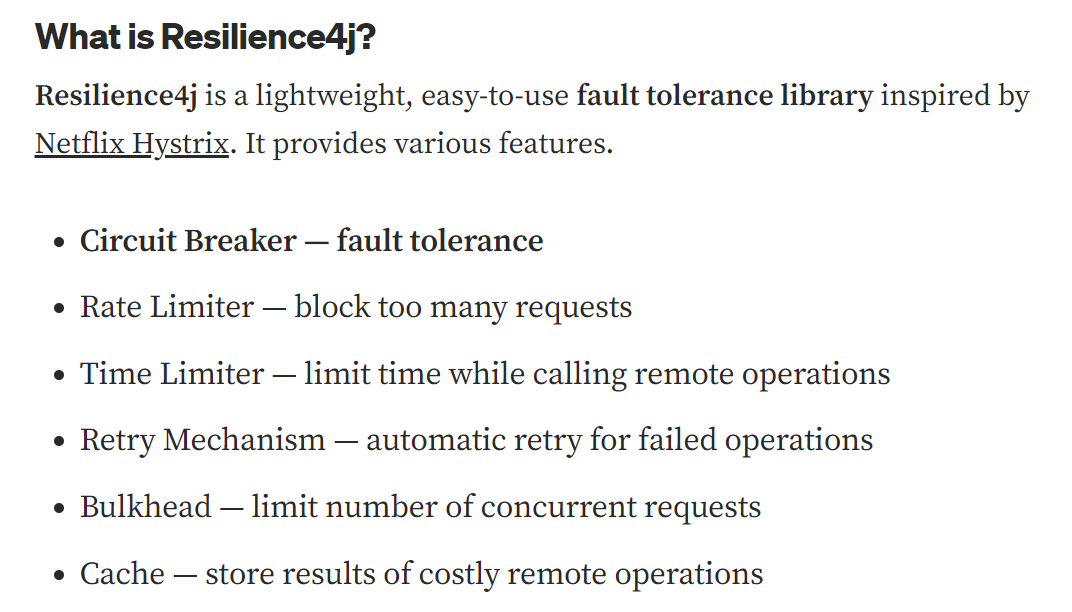 What is Resilience4j?
Resilience4j is a lightweight, easy-to-use fault tolerance library inspired by
Netflix Hystrix. It provides various features.
• Circuit Breaker — fault tolerance
• Rate Limiter — block too many requests
• Time Limiter — limit time while calling remote operations
• Retry Mechanism — automatic retry for failed operations
• Bulkhead — limit number of concurrent requests
• Cache — store results of costly remote operations